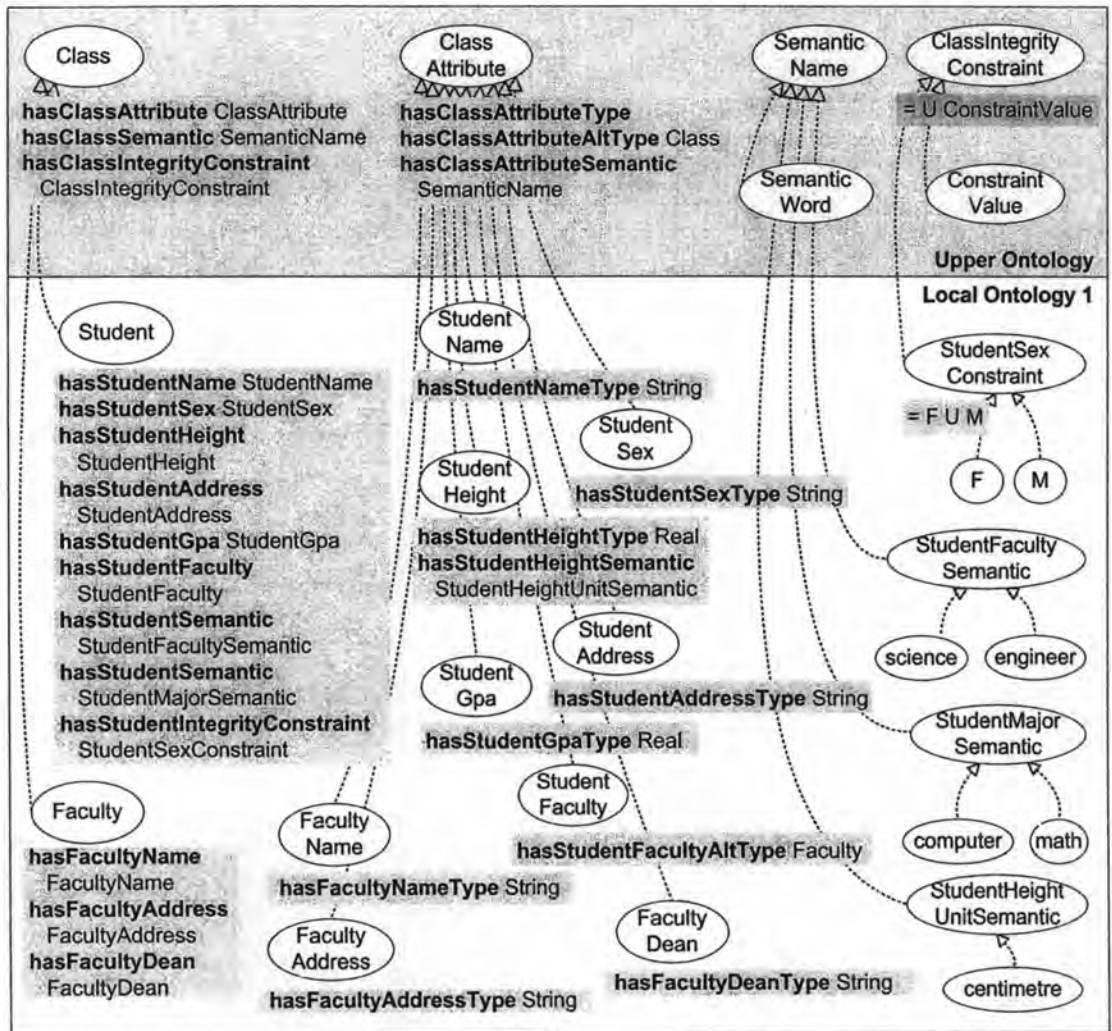 Class
hasClassAttribute ClassAttribute
hasClassSemantic SemanticName
hasClassIntegrityConstraint
ClassIntegrityConstraint
Class
Attribute
hasClassAttributeType
hasClassAttributeAltType Class
hasClassAttributeSemantic
SemanticName
Semantic
Name
Semantic
Word
ClassIntegrity
Constraint
= U ConstraintValue
Constraint
Value
Upper Ontology
Local Ontology 1
Student
hasStudentName StudentName
hasStudentSex StudentSex
hasStudentHeight
StudentHeight
hasStudentAddress
StudentAddress
hasStudentGpa StudentGpa
hasStudentFaculty
StudentFaculty
hasStudentSemantic
StudentFacultySemantic
hasStudentSemantic
StudentMajorSemantic
hasStudentIntegrityConstraint
StudentSexConstraint
Faculty
hasFacultyName
FacultyName
hasFacultyAddress
FacultyAddress
hasFacultyDean
FacultyDean
Student
Name
hasStudentNameType String
Student
Sex
hasStudentSexType String
Student
Height
hasStudentHeightType Real
hasStudentHeightSemantic
StudentHeightUnitSemantic
Student
Address
hasStudentAddressType String
Student
Gpa
hasStudentGpaType Real
Student
Faculty
hasStudentFacultyAltType Faculty
Faculty
Name
hasFacultyNameType String
Faculty
Address
hasFacultyAddressType String
Faculty
Dean
hasFacultyDeanType String
StudentSex
Constraint
= F U M
F
M
StudentFaculty
Semantic
science
engineer
StudentMajor
Semantic
computer
math
StudentHeight
UnitSemantic
centimetre